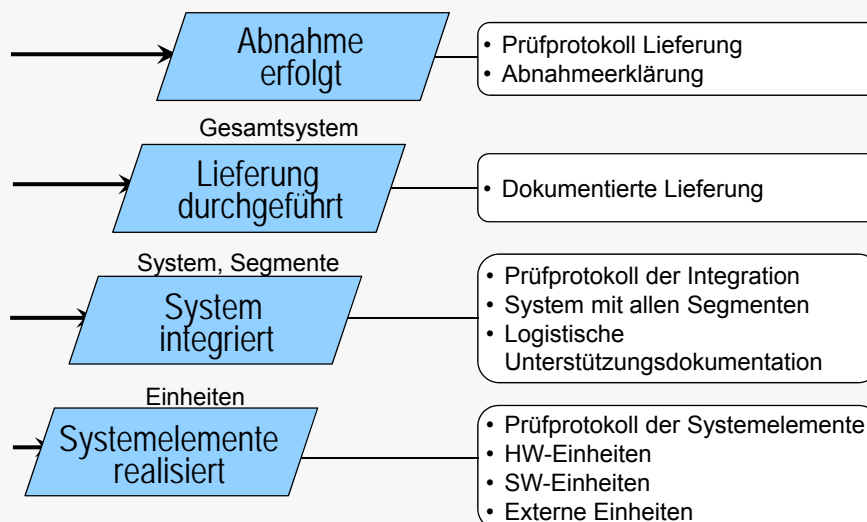 Abnahme
erfolgt
• Prüfprotokoll Lieferung
• Abnahmeerklärung
Gesamtsystem
Lieferung
durchgeführt
• Dokumentierte Lieferung
System, Segmente
System
integriert
• Prüfprotokoll der Integration
• System mit allen Segmenten
• Logistische
Unterstützungsdokumentation
Einheiten
Systemelemente
realisiert
• Prüfprotokoll der Systemelemente
• HW-Einheiten
• SW-Einheiten
• Externe Einheiten